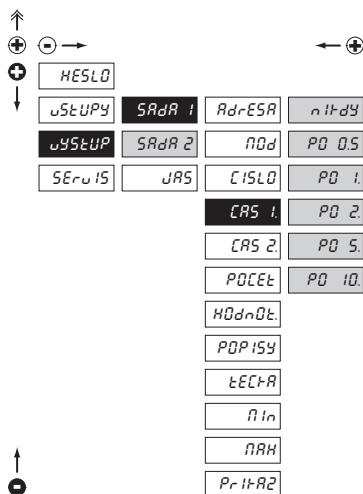 HESLO
vStUPY SAdA 1 AdrESA nIkdY
vYStUP SAdA 2 MOd PO 0.5
SErvIS JAS CISLO PO 1.
CAS 1. PO 2.
CAS 2. PO 5.
POCEt PO 10.
HOdnOt.
POPISY
tECkA
MIn
MAX
PrIkAZ